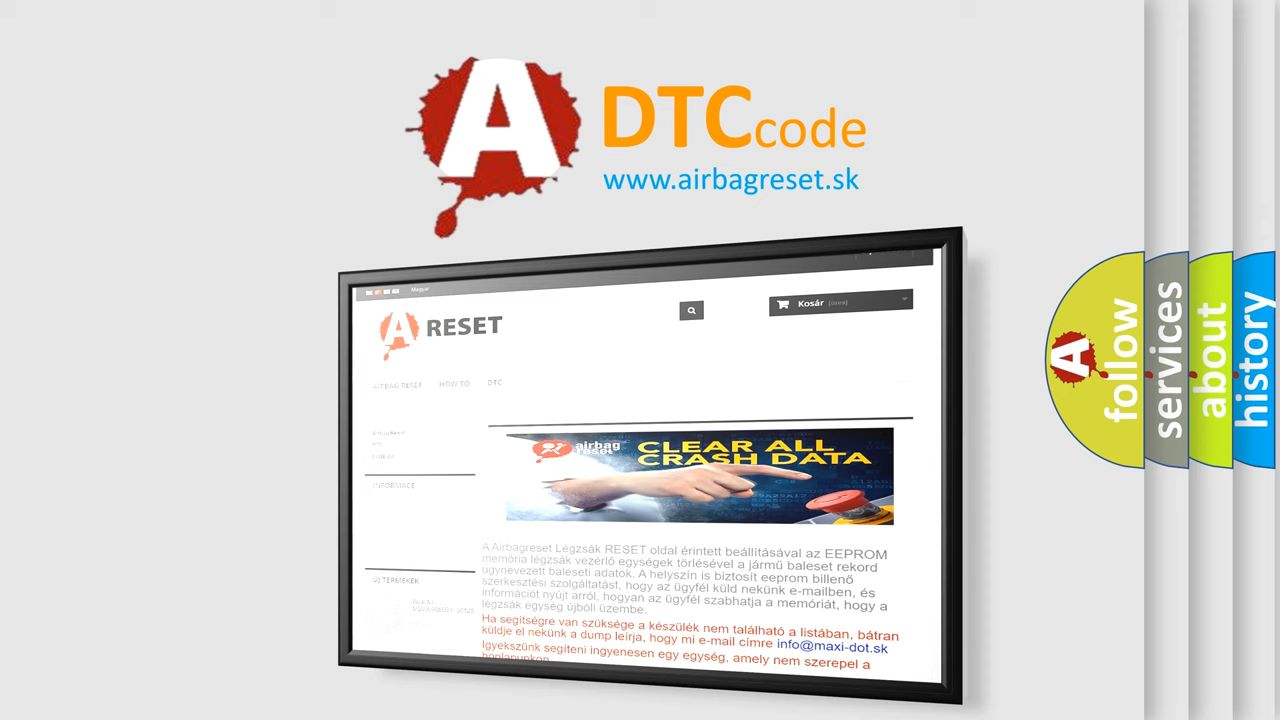 A
DTC code
www.airbagreset.sk
Magyar
A RESET
Kosár (üres)
AIRBAG RESET HOW TO DTC
INFORMACE
airbag
reset
CLEAR ALL
CRASH DATA
A Airbagreset Légzsák RESET oldal érintett beállításával az EEPROM
memória légzsák vezérlő egységek törlésével a jármű baleset rekord
úgynevezett baleseti adatok. A helyszín is biztosít eeprom billenő
szerkesztési szolgáltatást, hogy az ügyfél küld nekünk e-mailben, és
információt nyújt arról, hogyan az ügyfél szabhatja a memóriát, hogy a
légzsák egység újbóli üzembe.
Ha segítségre van szüksége a készülék nem található a listában, bátran
küldje el nekünk a dump leírja, hogy mi e-mail címre info@maxi-dot.sk
Igyekszünk segíteni ingyenesen egy egység, amely nem szerepel a
honlapunkon
ÚJ TERMÉKEK
A
follow
services
about
history